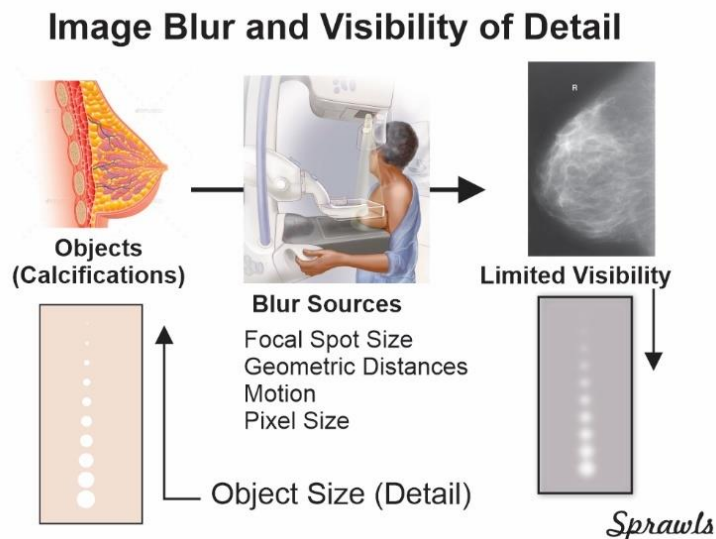 Image Blur and Visibility of Detail
R
Objects
(Calcifications)
Blur Sources
Focal Spot Size
Geometric Distances
Motion
Pixel Size
Limited Visibility
Object Size (Detail)
Sprawls